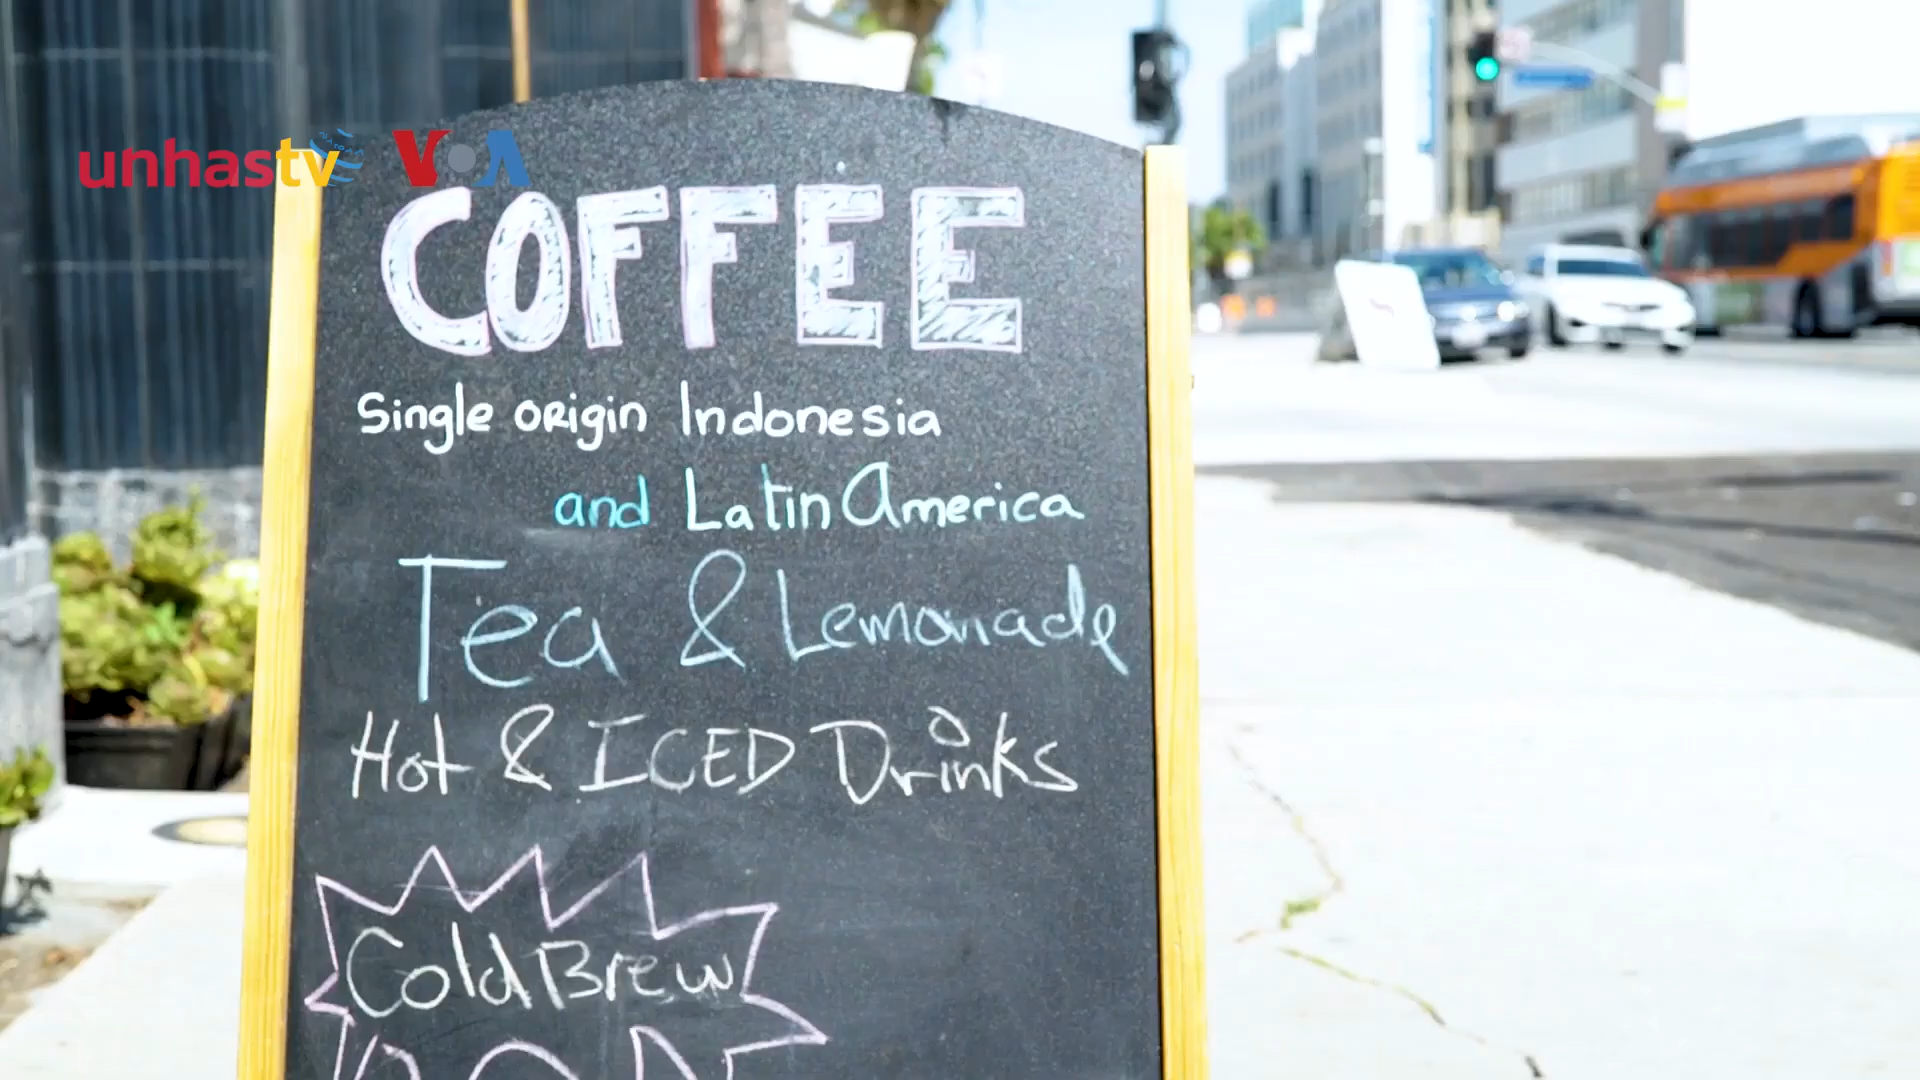 unhastv VOA
COFFEE
Single origin Indonesia
and Latin America
Tea & Lemonade
Hot & ICED Drinks
Cold Brew